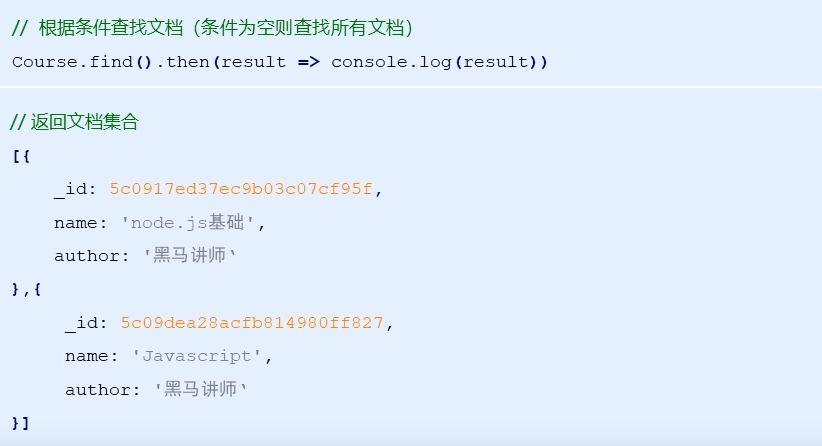 // 根据条件查找文档（条件为空则查找所有文档）
Course.find().then(result => console.log(result))
// 返回文档集合
[{
    _id: 5c0917ed37ec9b03c07cf95f,
    name: 'node.js基础',
    author: '黑马讲师‘
},{
     _id: 5c09dea28acfb814980ff827,
     name: 'Javascript',
     author: '黑马讲师‘
}]